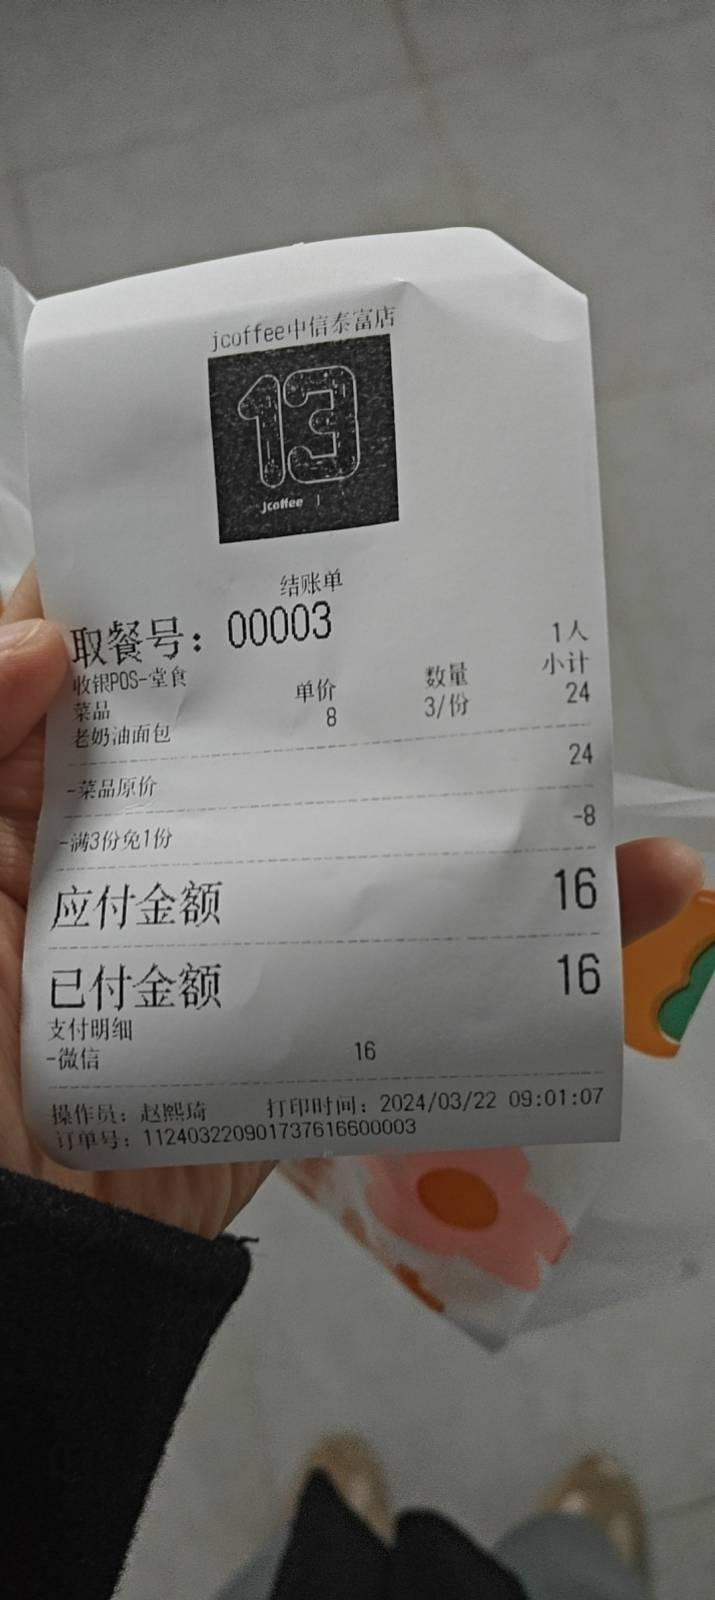 jcoffee中信泰富店
13
jcoffee
结账单
取餐号：00003
1人
收银POS-堂食
菜品 单价 数量 小计
老奶油面包 8 3/份 24
-菜品原价 24
-满3份免1份 -8
应付金额 16
已付金额 16
支付明细
-微信 16
操作员：赵熙琦 打印时间：2024/03/22 09:01:07
订单号：112403220901737616600003